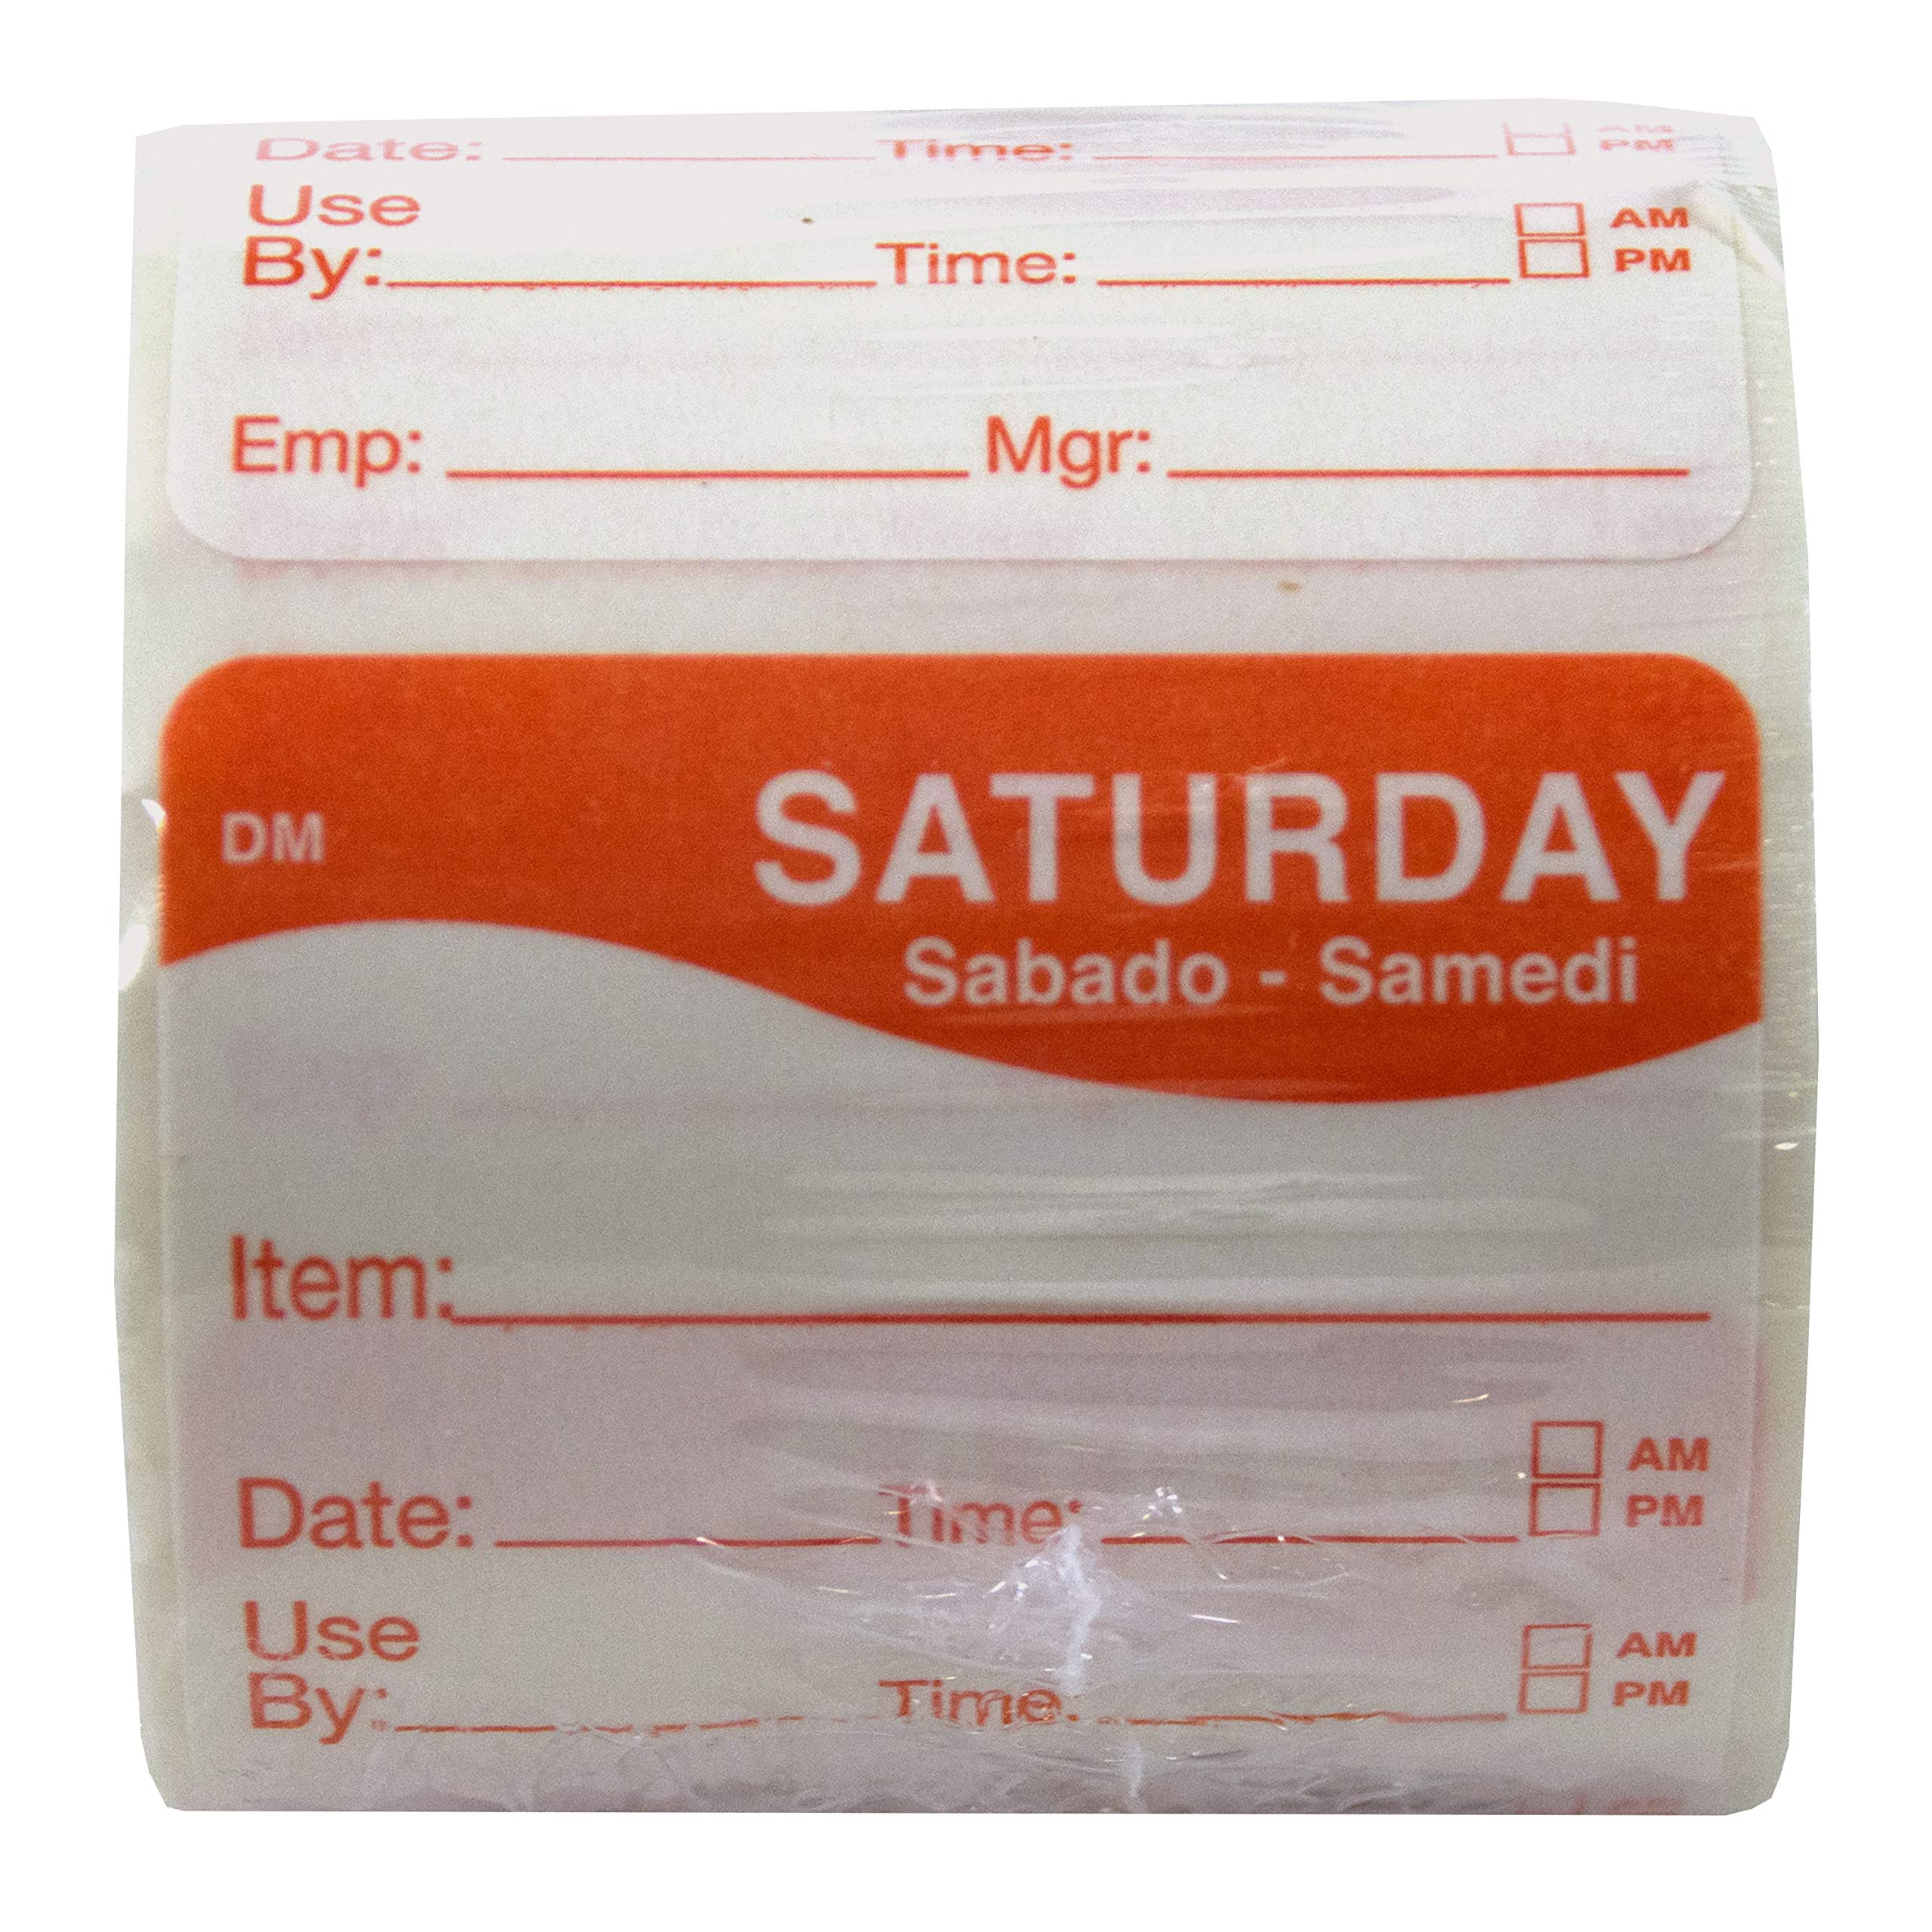 Date: Time: AM
PM
Use
By: Time: AM
PM
Emp: Mgr:
DM SATURDAY
Sabado - Samedi
Item:
Date: Time: AM
PM
Use
By: Time: AM
PM